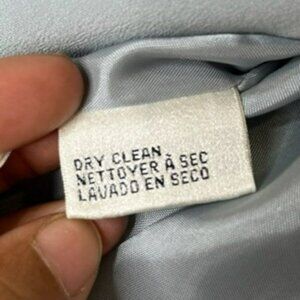 DRY CLEAN.
NETTOYER À SEC
LAVADO EN SECO